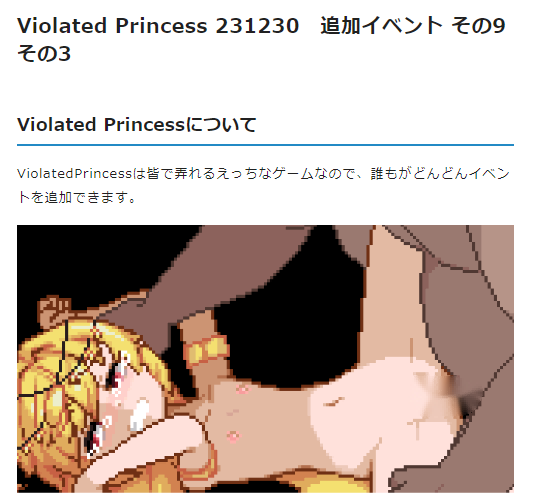 Violated Princess 231230　追加イベント その9
その3
Violated Princessについて
ViolatedPrincessは皆で弄れるえっちなゲームなので、誰もがどんどんイベン
トを追加できます。